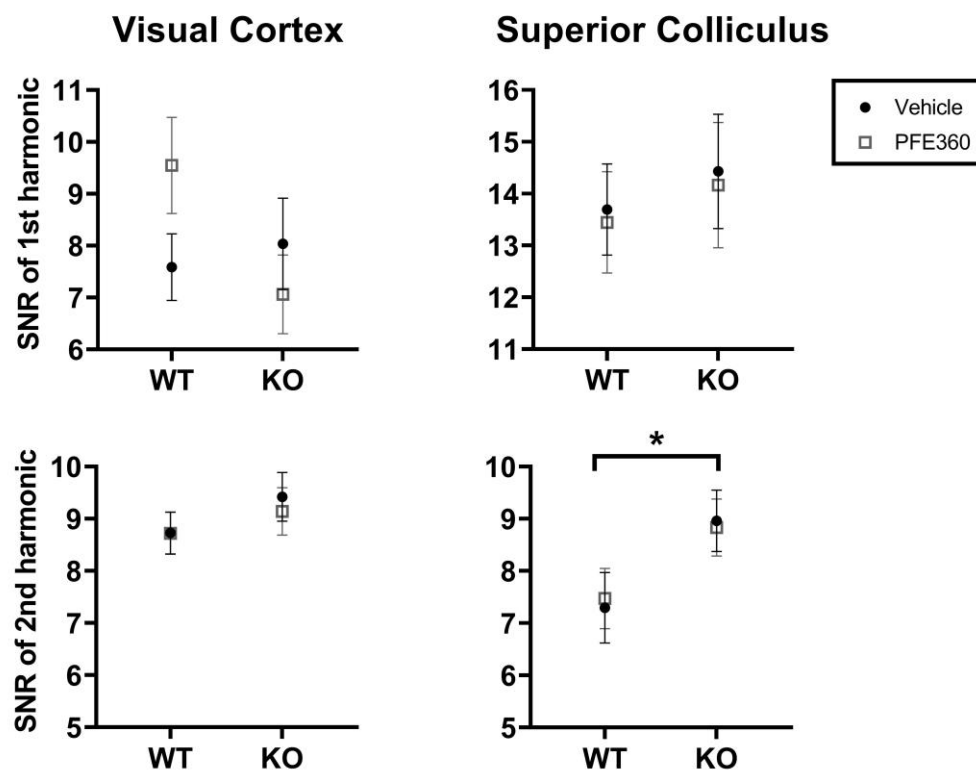 Visual Cortex
Superior Colliculus
SNR of 1st harmonic
11
10
9
8
7
6
WT KO
16
15
14
13
12
11
WT KO
Vehicle
PFE360
SNR of 2nd harmonic
10
9
8
7
6
5
WT KO
*
10
9
8
7
6
5
WT KO